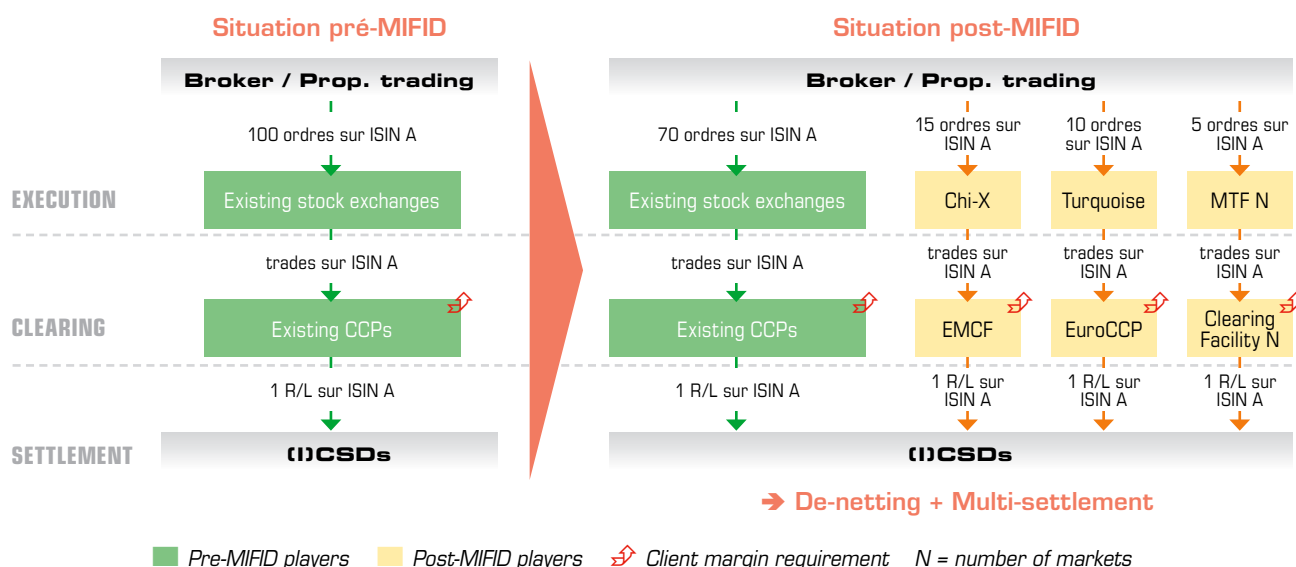 Situation pré-MIFID
Situation post-MIFID
Broker / Prop. trading
Broker / Prop. trading
100 ordres sur ISIN A
70 ordres sur ISIN A
15 ordres sur
ISIN A
10 ordres
sur ISIN A
5 ordres sur
ISIN A
EXECUTION
Existing stock exchanges
Existing stock exchanges
Chi-X
Turquoise
MTF N
trades sur ISIN A
trades sur ISIN A
trades sur
ISIN A
trades sur
ISIN A
trades sur
ISIN A
CLEARING
Existing CCPs
Existing CCPs
EMCF
EuroCCP
Clearing
Facility N
1 R/L sur ISIN A
1 R/L sur ISIN A
1 R/L sur
ISIN A
1 R/L sur
ISIN A
1 R/L sur
ISIN A
SETTLEMENT
(I)CSDs
(I)CSDs
➔ De-netting + Multi-settlement
Pre-MIFID players
Post-MIFID players
Client margin requirement
N = number of markets